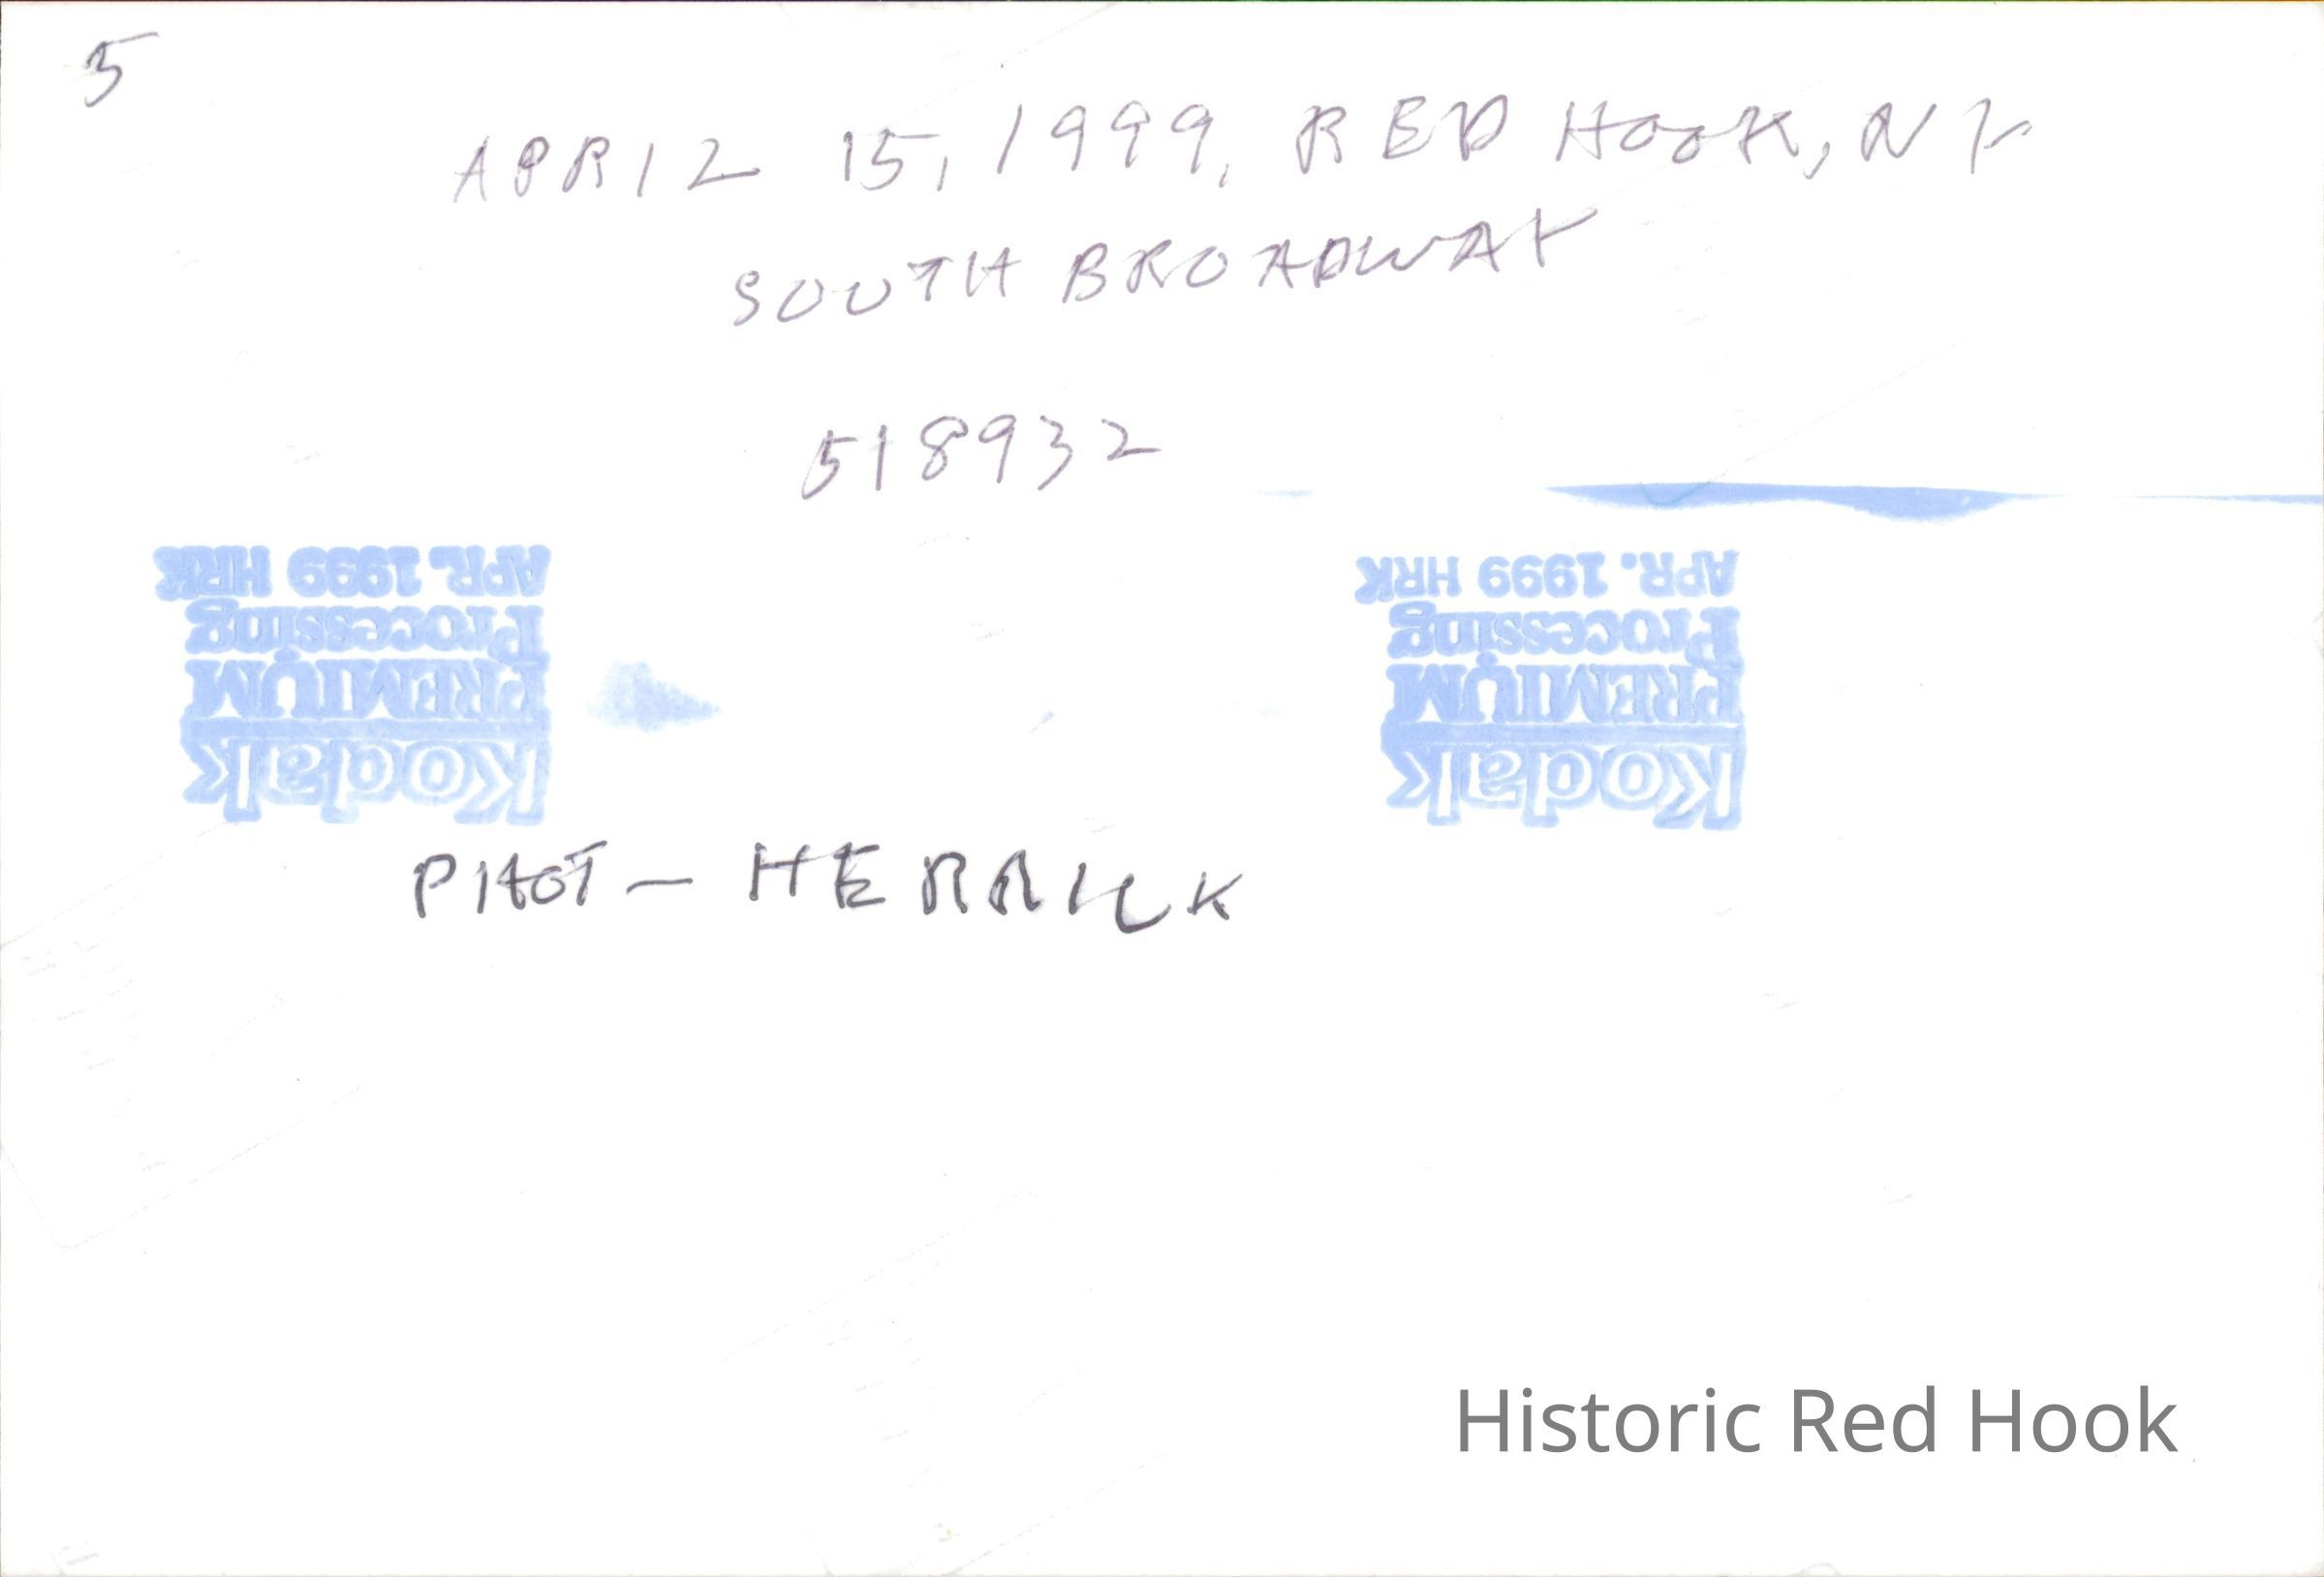 5
APRIL 15, 1999, RED HOOK, NY
SOUTH BROADWAY
518932
APR. 1999 HRK
Processing
PREMIUM
Kodak
APR. 1999 HRK
Processing
PREMIUM
Kodak
PHOT — HERRICK
Historic Red Hook